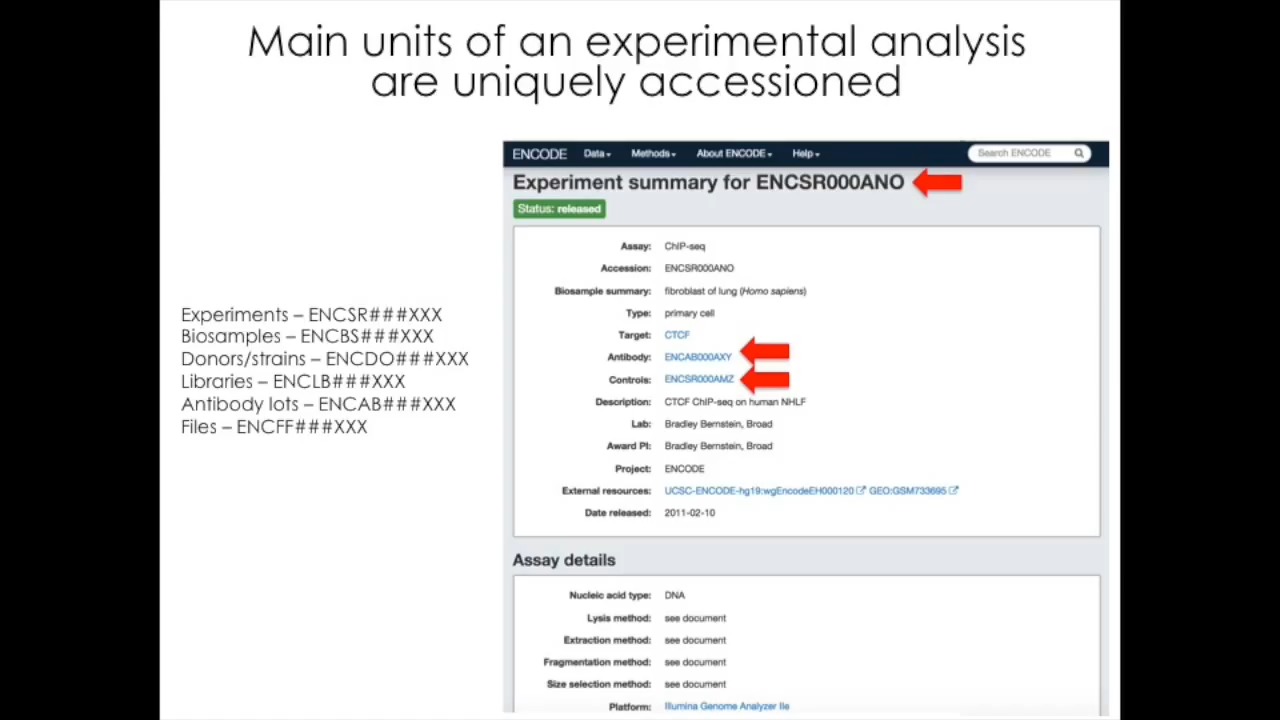 Main units of an experimental analysis
are uniquely accessioned
Experiments – ENCSR###XXX
Biosamples – ENCBS###XXX
Donors/strains – ENCDO###XXX
Libraries – ENCLB###XXX
Antibody lots – ENCAB###XXX
Files – ENCFF###XXX
ENCODE Data Methods About ENCODE Help Search ENCODE
Experiment summary for ENCSR000ANO
Status: released
Assay: ChIP-seq
Accession: ENCSR000ANO
Biosample summary: fibroblast of lung (Homo sapiens)
Type: primary cell
Target: CTCF
Antibody: ENCAB000AXY
Controls: ENCSR000AMZ
Description: CTCF ChIP-seq on human NHLF
Lab: Bradley Bernstein, Broad
Award PI: Bradley Bernstein, Broad
Project: ENCODE
External resources: UCSC-ENCODE-hg19:wgEncodeEH000120 GEO:GSM733695
Date released: 2011-02-10
Assay details
Nucleic acid type: DNA
Lysis method: see document
Extraction method: see document
Fragmentation method: see document
Size selection method: see document
Platform: Illumina Genome Analyzer IIe